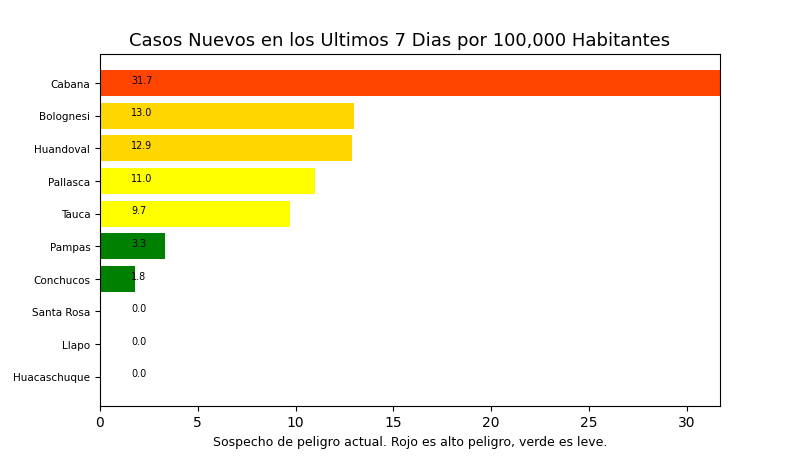 Casos Nuevos en los Ultimos 7 Dias por 100,000 Habitantes
Cabana 31.7
Bolognesi 13.0
Huandoval 12.9
Pallasca 11.0
Tauca 9.7
Pampas 3.3
Conchucos 1.8
Santa Rosa 0.0
Llapo 0.0
Huacaschuque 0.0
0 5 10 15 20 25 30
Sospecho de peligro actual. Rojo es alto peligro, verde es leve.